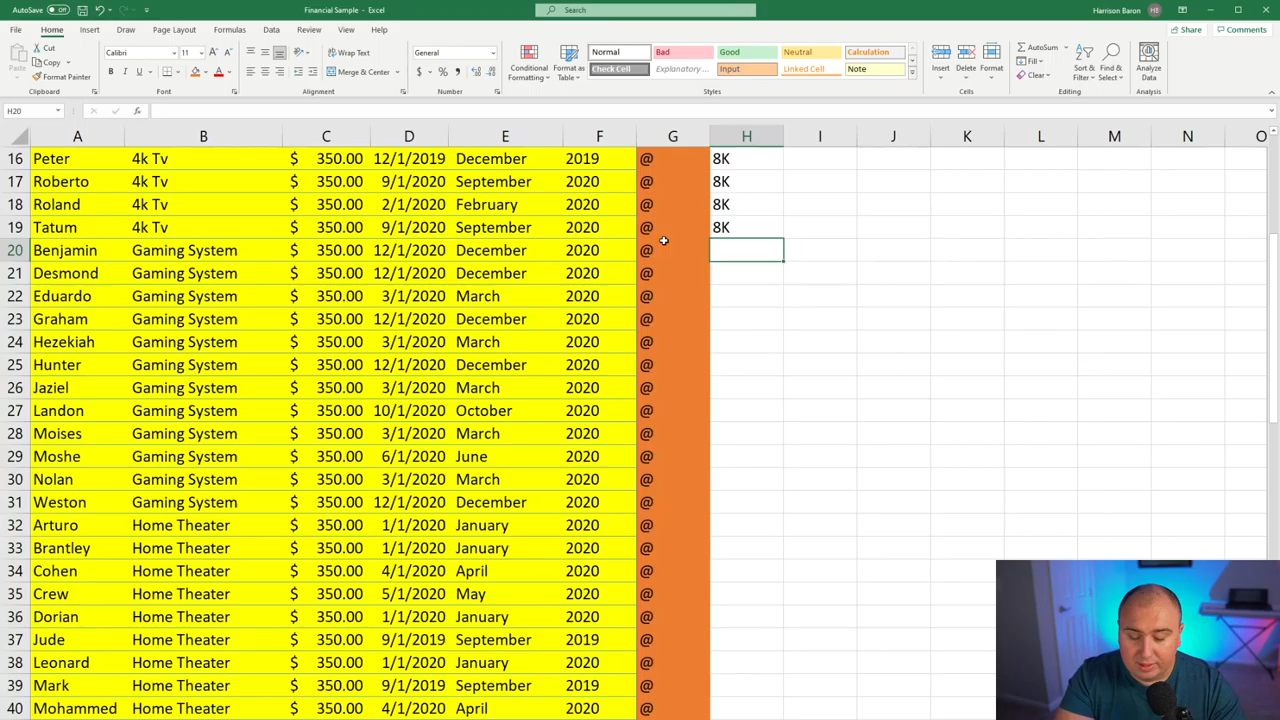 AutoSave Off Financial Sample - Excel Search Harrison Baron HB
File Home Insert Draw Page Layout Formulas Data Review View Help Share Comments
Paste Cut Copy Format Painter Clipboard
Calibri 11 B I U A Font
Wrap Text Merge & Center Alignment
General $ % , Number
Conditional Formatting Format as Table
Normal Bad Good Neutral Calculation
Check Cell Explanatory ... Input Linked Cell Note
Styles
Insert Delete Format Cells
AutoSum Fill Clear Sort & Filter Find & Select Editing
Analyze Data Analysis
H20 fx
A B C D E F G H I J K L M N O
16 Peter 4k Tv $ 350.00 12/1/2019 December 2019 @ 8K
17 Roberto 4k Tv $ 350.00 9/1/2020 September 2020 @ 8K
18 Roland 4k Tv $ 350.00 2/1/2020 February 2020 @ 8K
19 Tatum 4k Tv $ 350.00 9/1/2020 September 2020 @ 8K
20 Benjamin Gaming System $ 350.00 12/1/2020 December 2020 @
21 Desmond Gaming System $ 350.00 12/1/2020 December 2020 @
22 Eduardo Gaming System $ 350.00 3/1/2020 March 2020 @
23 Graham Gaming System $ 350.00 12/1/2020 December 2020 @
24 Hezekiah Gaming System $ 350.00 3/1/2020 March 2020 @
25 Hunter Gaming System $ 350.00 12/1/2020 December 2020 @
26 Jaziel Gaming System $ 350.00 3/1/2020 March 2020 @
27 Landon Gaming System $ 350.00 10/1/2020 October 2020 @
28 Moises Gaming System $ 350.00 3/1/2020 March 2020 @
29 Moshe Gaming System $ 350.00 6/1/2020 June 2020 @
30 Nolan Gaming System $ 350.00 3/1/2020 March 2020 @
31 Weston Gaming System $ 350.00 12/1/2020 December 2020 @
32 Arturo Home Theater $ 350.00 1/1/2020 January 2020 @
33 Brantley Home Theater $ 350.00 1/1/2020 January 2020 @
34 Cohen Home Theater $ 350.00 4/1/2020 April 2020 @
35 Crew Home Theater $ 350.00 5/1/2020 May 2020 @
36 Dorian Home Theater $ 350.00 1/1/2020 January 2020 @
37 Jude Home Theater $ 350.00 9/1/2019 September 2019 @
38 Leonard Home Theater $ 350.00 1/1/2020 January 2020 @
39 Mark Home Theater $ 350.00 9/1/2019 September 2019 @
40 Mohammed Home Theater $ 350.00 4/1/2020 April 2020 @